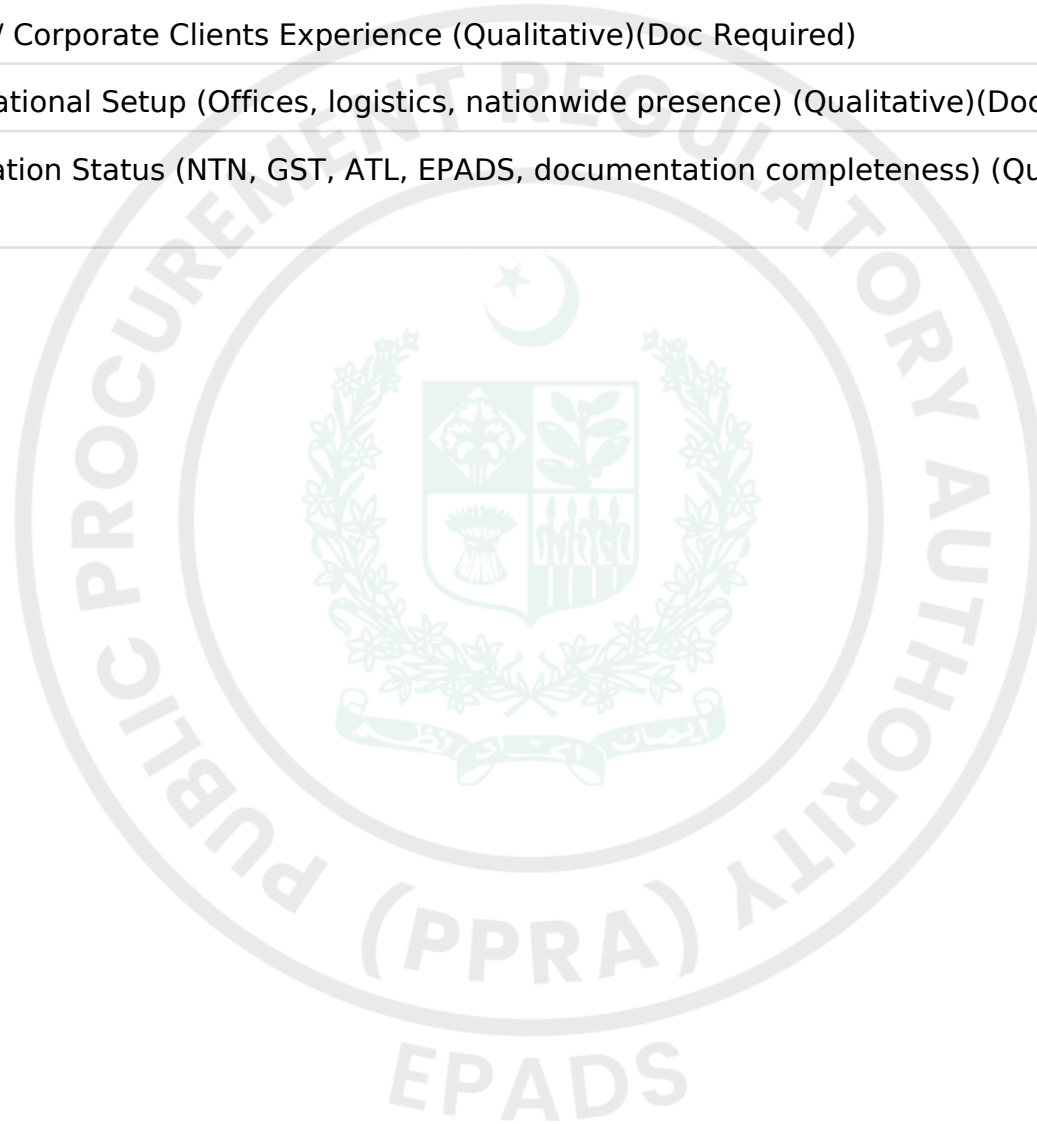 / Corporate Clients Experience (Qualitative)(Doc Required)
ational Setup (Offices, logistics, nationwide presence) (Qualitative)(Doc
ation Status (NTN, GST, ATL, EPADS, documentation completeness) (Qu
PUBLIC PROCUREMENT REGULATORY AUTHORITY
(PPRA)
EPADS